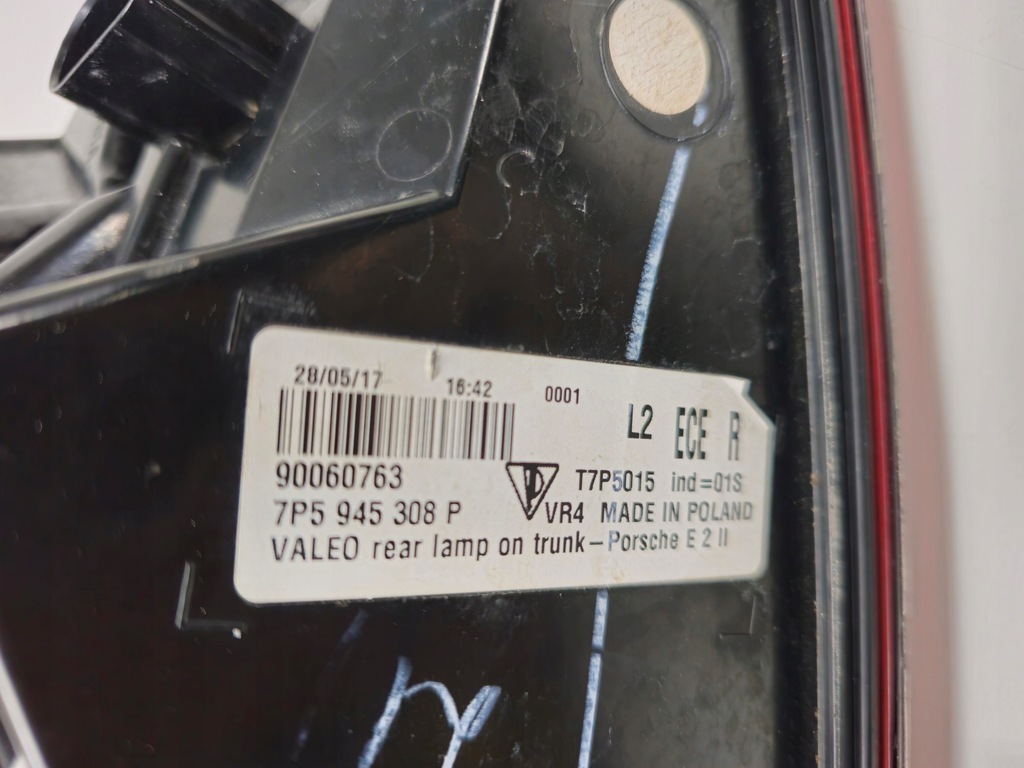 28/05/17 16:42 0001
L2 ECE R
90060763
T7P5015 ind=01S
7P5 945 308 P
VR4 MADE IN POLAND
VALEO rear lamp on trunk-Porsche E 2 II